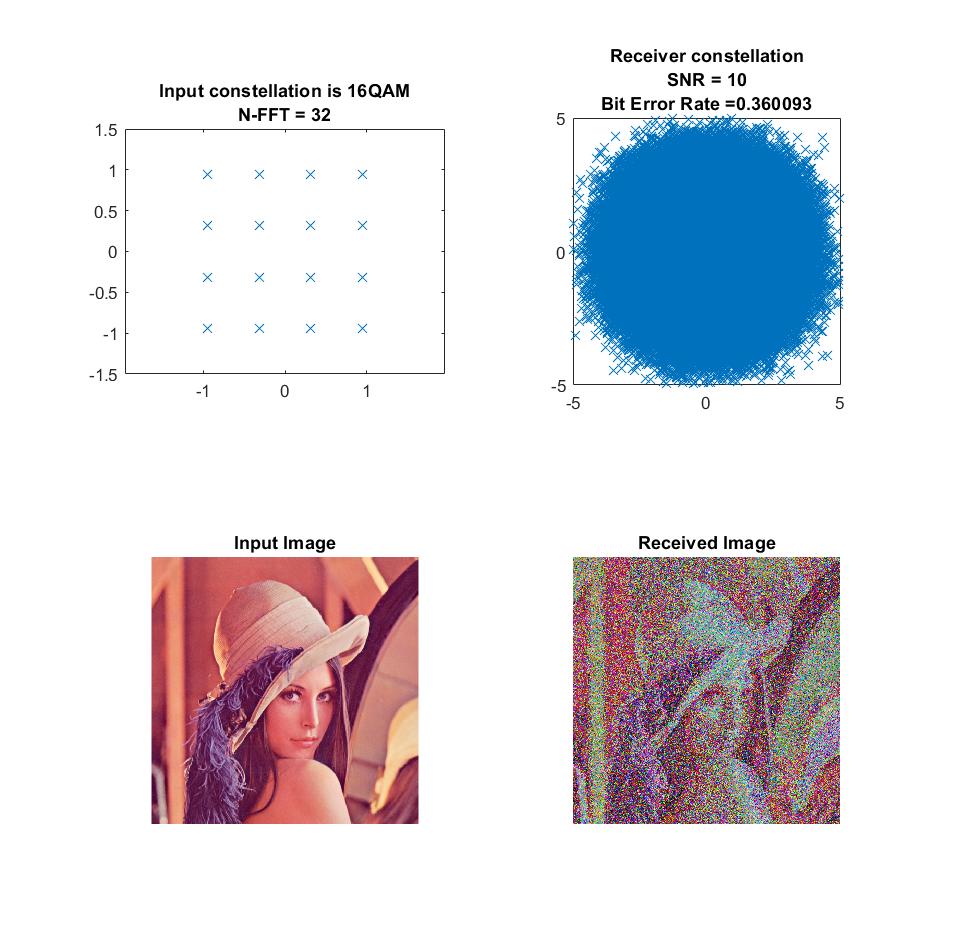 Input constellation is 16QAM
N-FFT = 32
1.5
1
0.5
0
-0.5
-1
-1.5
-1 0 1
Receiver constellation
SNR = 10
Bit Error Rate =0.360093
5
0
-5
-5 0 5
Input Image
Received Image